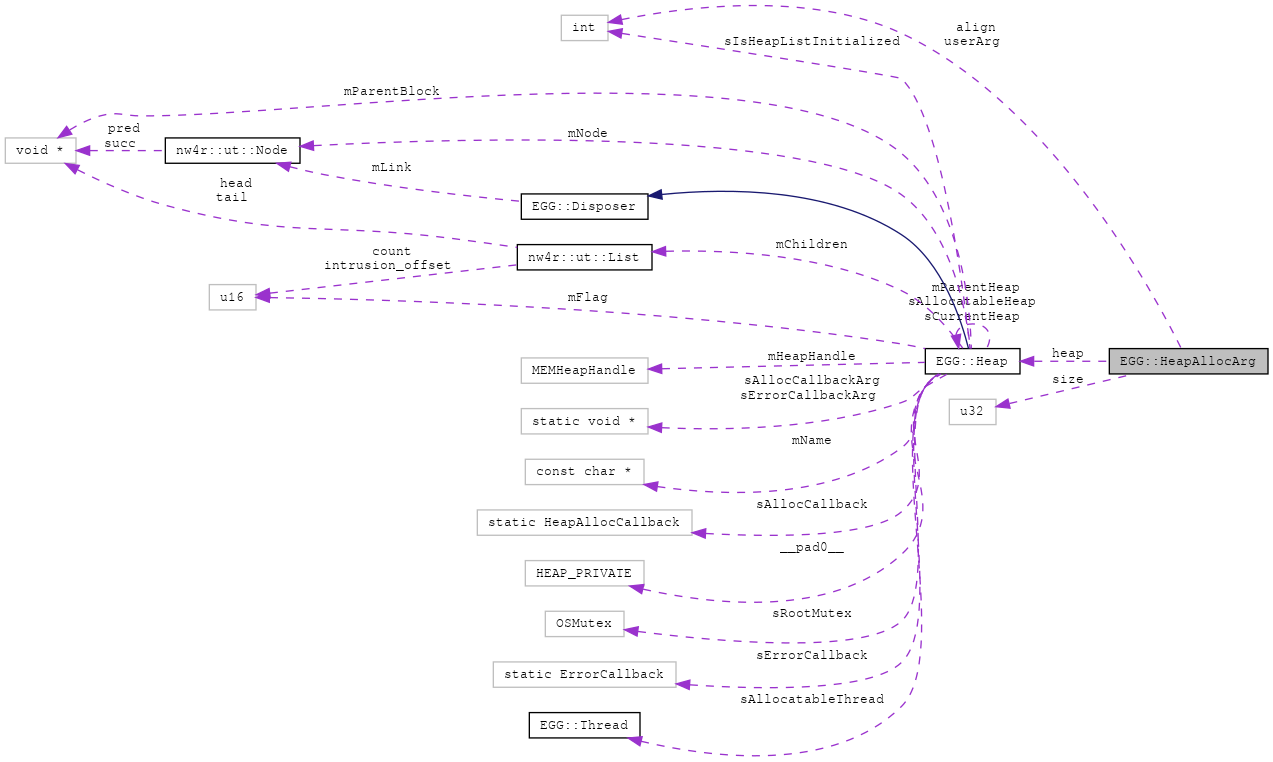 int
align
userArg
sIsHeapListInitialized
mParentBlock
void *
pred
succ
nw4r::ut::Node
mNode
mLink
head
tail
EGG::Disposer
count
intrusion_offset
nw4r::ut::List
mChildren
u16
mFlag
mParentHeap
sAllocatableHeap
sCurrentHeap
MEMHeapHandle
mHeapHandle
EGG::Heap
heap
EGG::HeapAllocArg
size
u32
sAllocCallbackArg
sErrorCallbackArg
static void *
mName
const char *
sAllocCallback
static HeapAllocCallback
__pad0__
HEAP_PRIVATE
sRootMutex
OSMutex
sErrorCallback
static ErrorCallback
sAllocatableThread
EGG::Thread